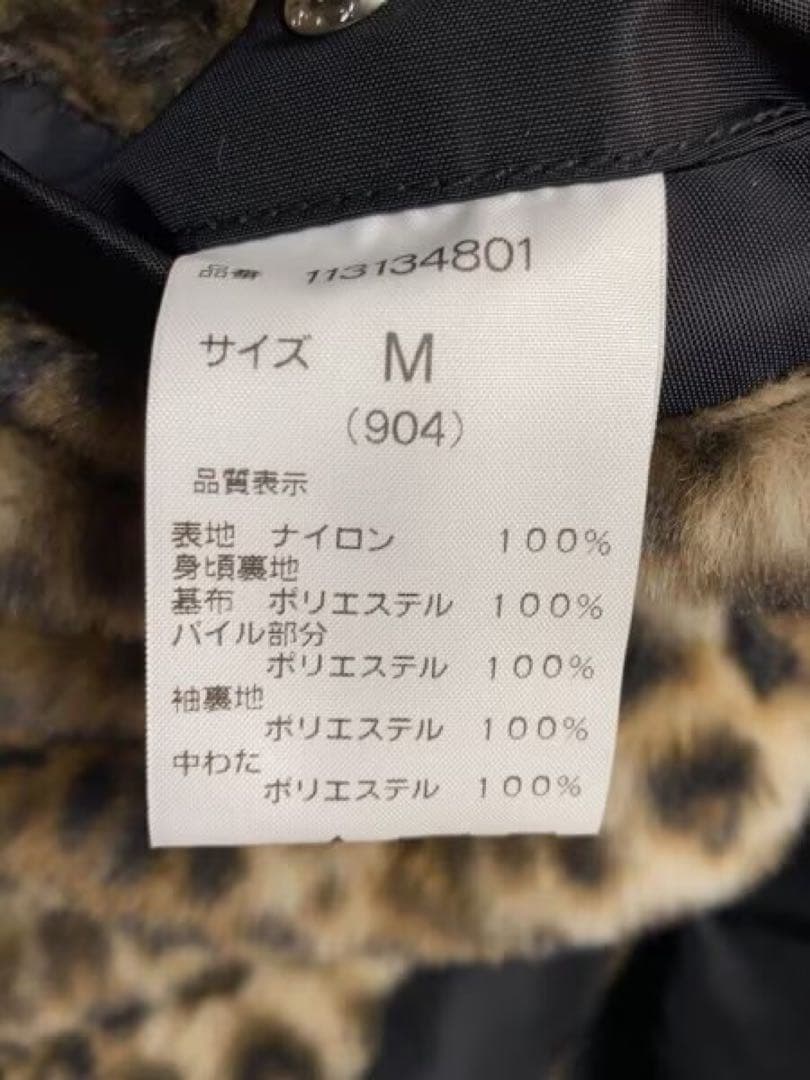 品番 113134801
サイズ M
(904)
品質表示
表地 ナイロン 100%
身頃裏地
基布 ポリエステル 100%
パイル部分
ポリエステル 100%
袖裏地
ポリエステル 100%
中わた
ポリエステル 100%